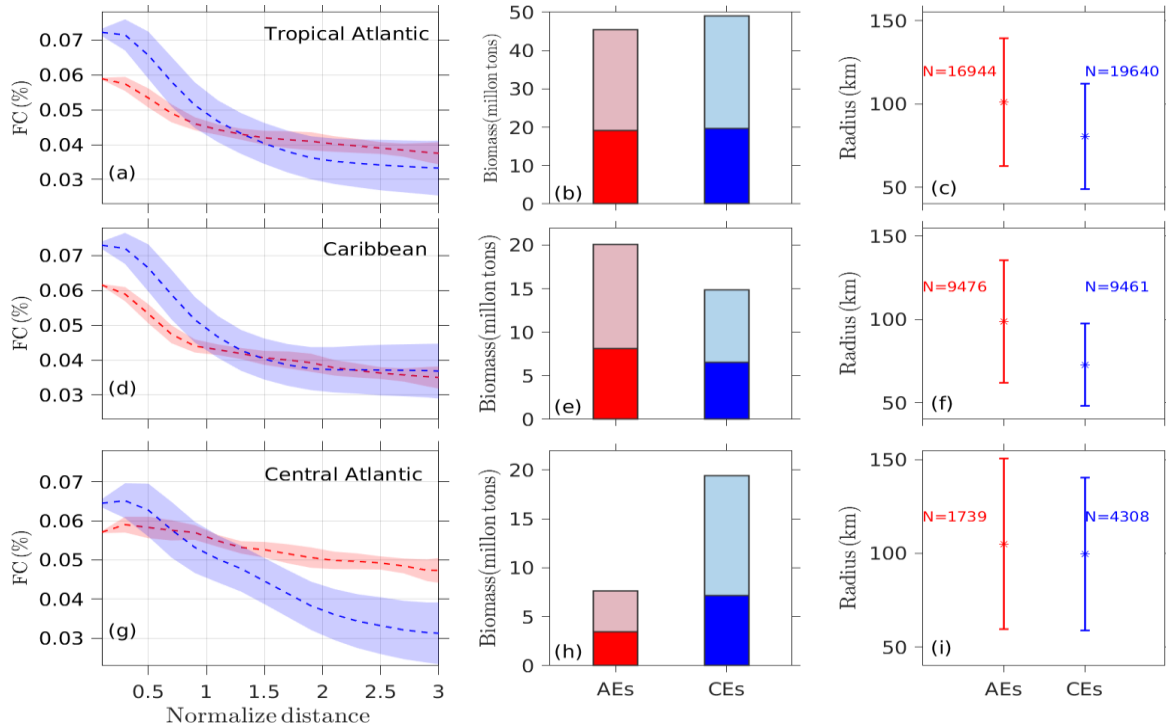 0.07
0.06
0.05
0.04
0.03
FC (%)
Tropical Atlantic
(a)
50
40
30
20
10
0
Biomass(millon tons)
(b)
150
100
50
Radius (km)
N=16944
N=19640
(c)
0.07
0.06
0.05
0.04
0.03
FC (%)
Caribbean
(d)
20
15
10
5
0
Biomass(millon tons)
(e)
150
100
50
Radius (km)
N=9476
N=9461
(f)
0.07
0.06
0.05
0.04
0.03
FC (%)
Central Atlantic
(g)
0.5 1 1.5 2 2.5 3
Normalize distance
20
15
10
5
0
Biomass(millon tons)
(h)
AEs CEs
150
100
50
Radius (km)
N=1739
N=4308
(i)
AEs CEs